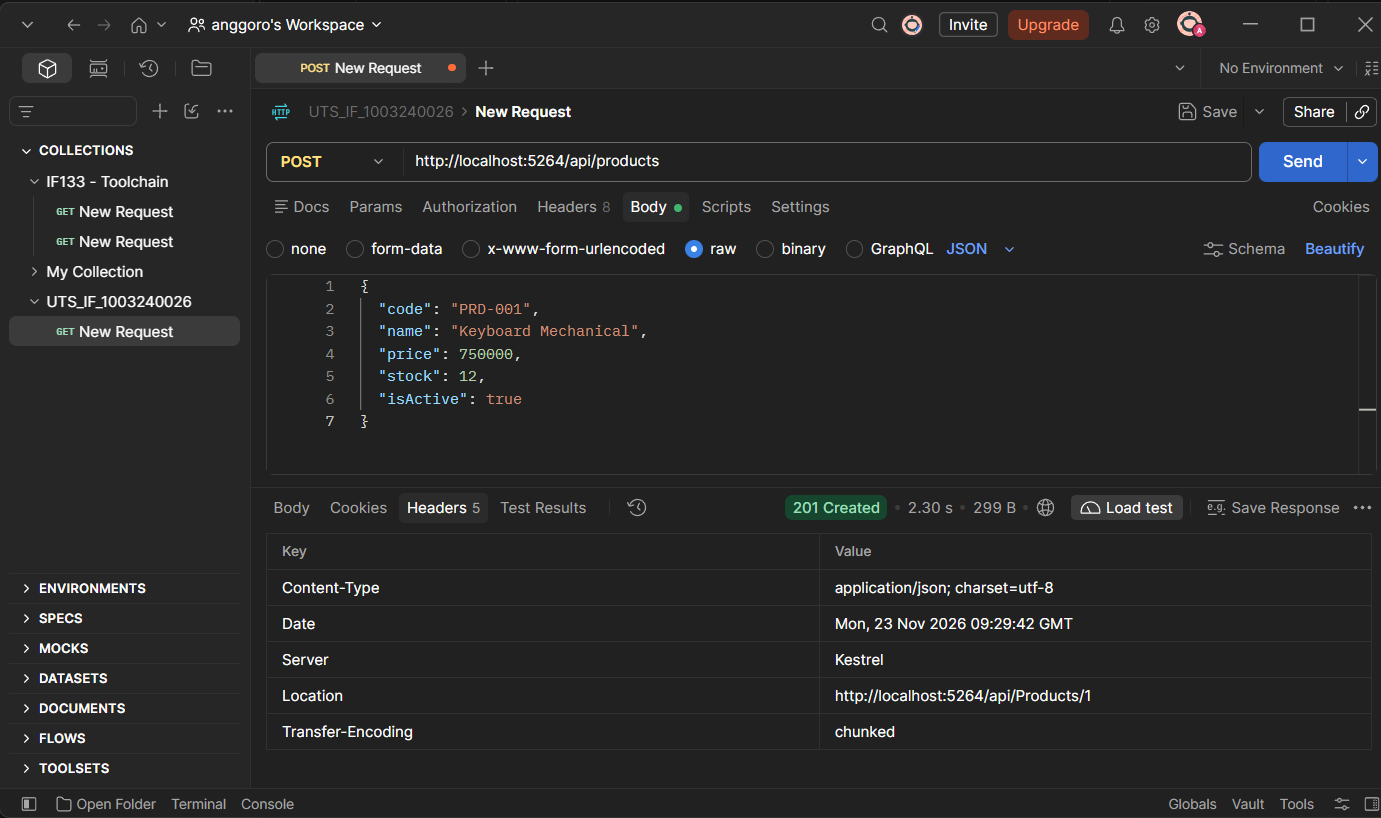 anggoro's Workspace
Invite
Upgrade
A
POST New Request
No Environment
HTTP UTS_IF_1003240026 > New Request
Save
Share
COLLECTIONS
IF133 - Toolchain
GET New Request
GET New Request
My Collection
UTS_IF_1003240026
GET New Request
POST
http://localhost:5264/api/products
Send
Docs Params Authorization Headers 8 Body Scripts Settings
Cookies
none form-data x-www-form-urlencoded raw binary GraphQL JSON
Schema Beautify
1 {
2 "code": "PRD-001",
3 "name": "Keyboard Mechanical",
4 "price": 750000,
5 "stock": 12,
6 "isActive": true
7 }
Body Cookies Headers 5 Test Results
201 Created • 2.30 s • 299 B
Load test
e.g. Save Response
Key Value
Content-Type application/json; charset=utf-8
Date Mon, 23 Nov 2026 09:29:42 GMT
Server Kestrel
Location http://localhost:5264/api/Products/1
Transfer-Encoding chunked
ENVIRONMENTS
SPECS
MOCKS
DATASETS
DOCUMENTS
FLOWS
TOOLSETS
Open Folder Terminal Console
Globals Vault Tools